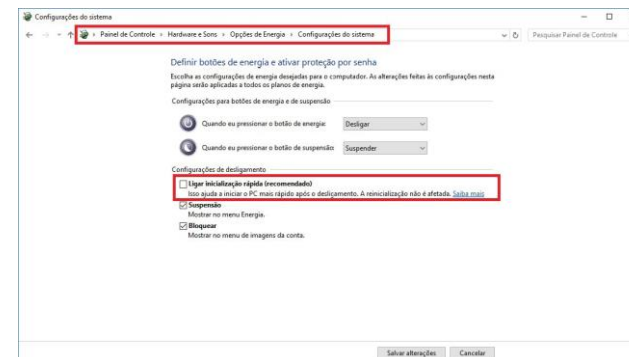 Configurações do sistema
Painel de Controle › Hardware e Sons › Opções de Energia › Configurações do sistema
Pesquisar Painel de Controle
Definir botões de energia e ativar proteção por senha
Escolha as configurações de energia desejadas para o computador. As alterações feitas às configurações nesta
página serão aplicadas a todos os planos de energia.
Configurações para botões de energia e de suspensão
Quando eu pressionar o botão de energia: Desligar
Quando eu pressionar o botão de suspensão: Suspender
Configurações de desligamento
Ligar inicialização rápida (recomendado)
Isso ajuda a iniciar o PC mais rápido após o desligamento. A reinicialização não é afetada. Saiba mais
Suspensão
Mostrar no menu Energia.
Bloquear
Mostrar no menu de imagens da conta.
Salvar alterações Cancelar